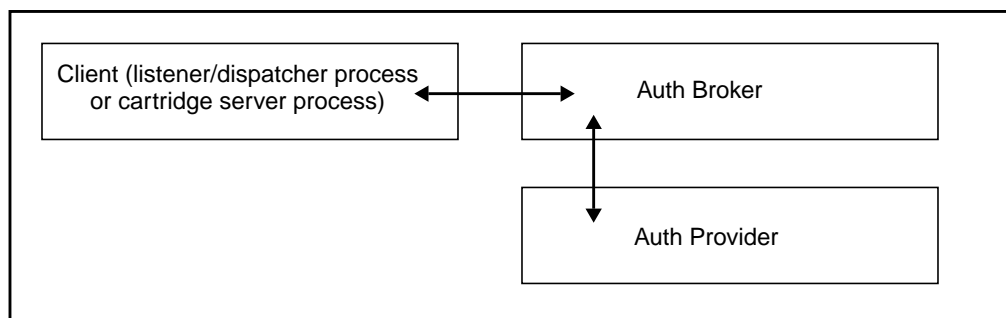 Client (listener/dispatcher process
or cartridge server process)
Auth Broker
Auth Provider